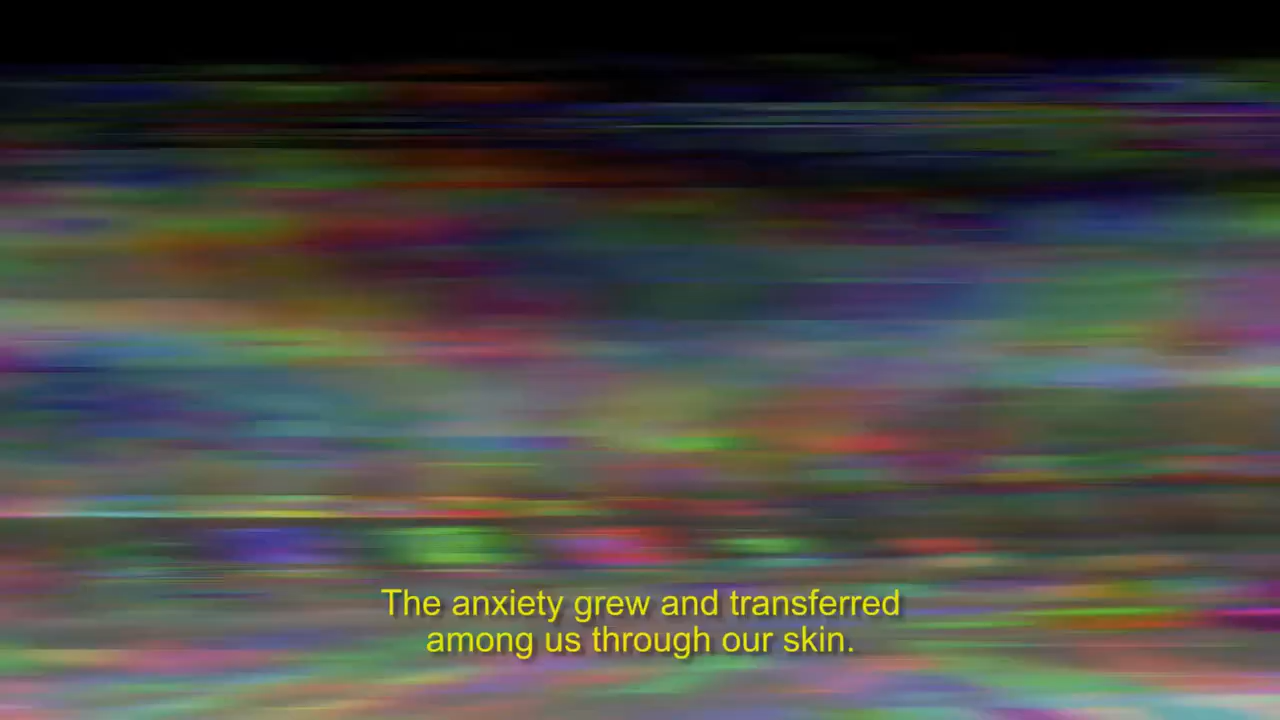 The anxiety grew and transferred
among us through our skin.